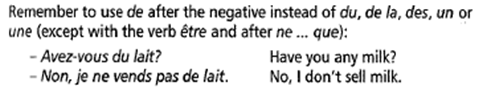 Remember to use de after the negative instead of du, de la, des, un or
une (except with the verb être and after ne ... que):
– Avez-vous du lait? Have you any milk?
– Non, je ne vends pas de lait. No, I don't sell milk.